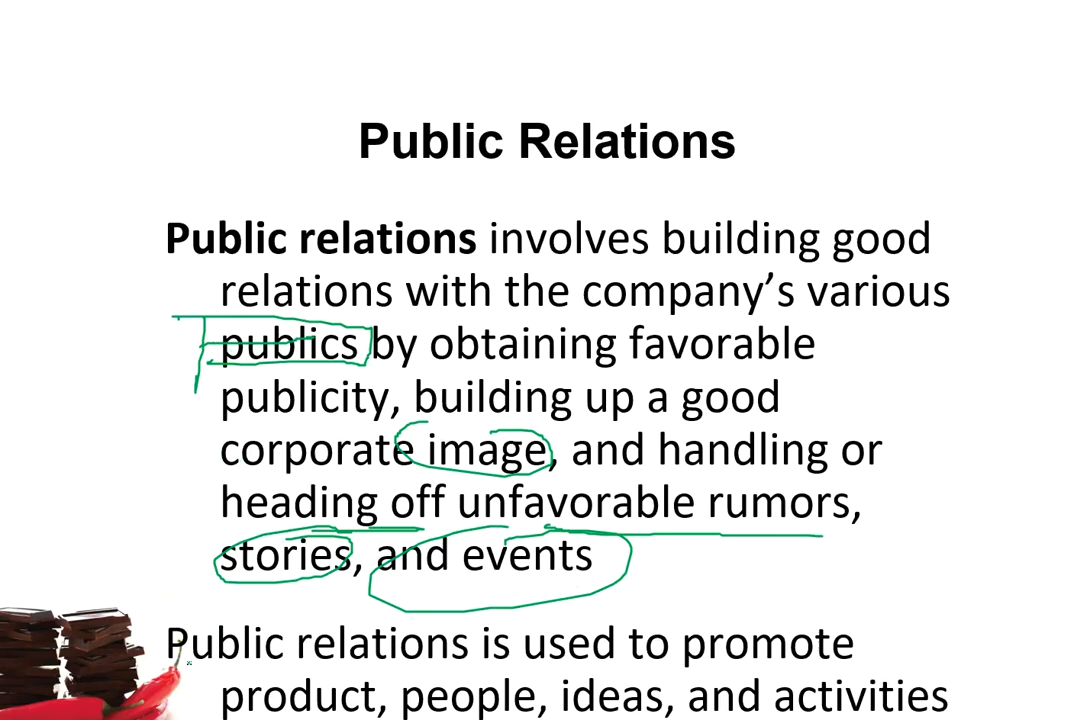 Public Relations
Public relations involves building good
relations with the company’s various
publics by obtaining favorable
publicity, building up a good
corporate image, and handling or
heading off unfavorable rumors,
stories, and events
Public relations is used to promote
product, people, ideas, and activities